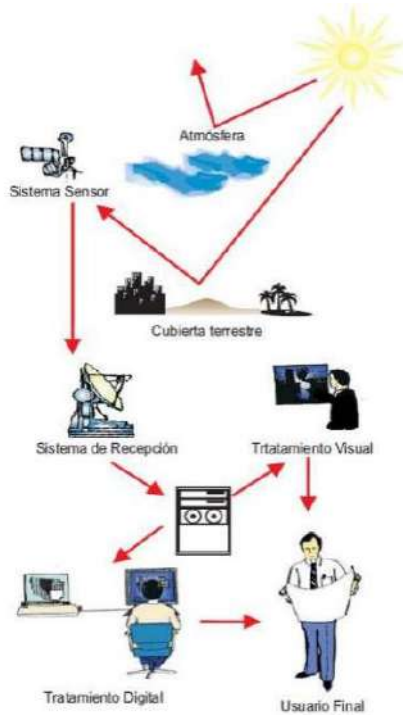 Atmósfera
Sistema Sensor
Cubierta terrestre
Sistema de Recepción
Trtatamiento Visual
Tratamiento Digital
Usuario Final